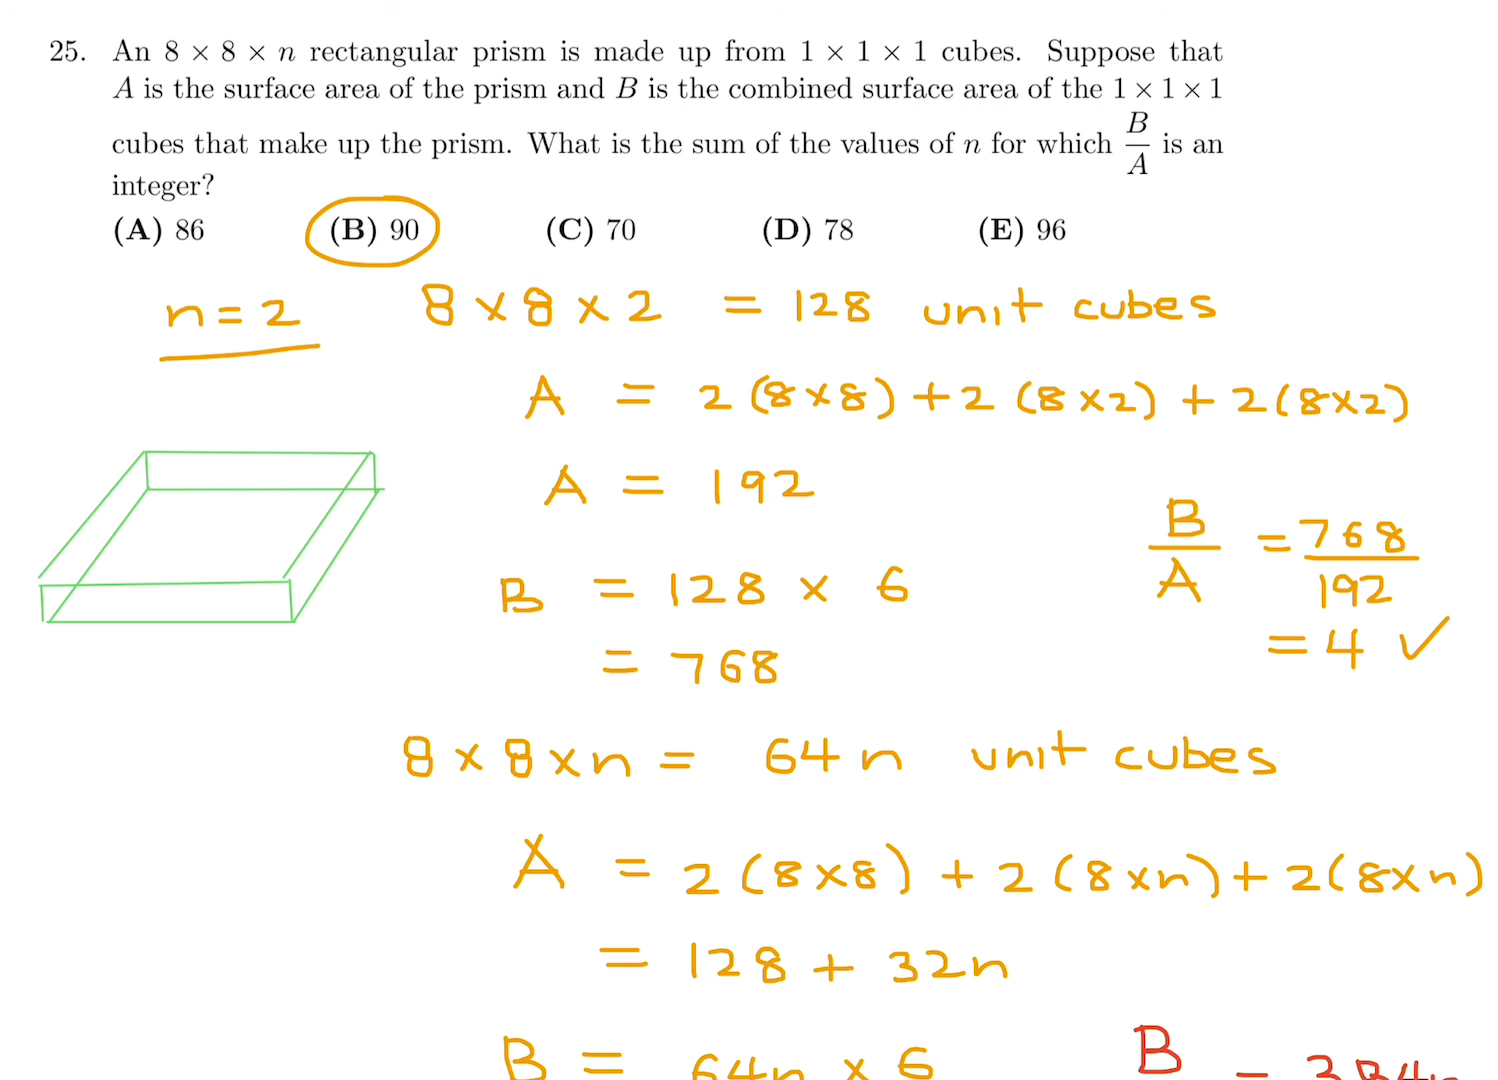 25. An 8 × 8 × n rectangular prism is made up from 1 × 1 × 1 cubes. Suppose that
A is the surface area of the prism and B is the combined surface area of the 1 × 1 × 1
cubes that make up the prism. What is the sum of the values of n for which B/A is an
integer?
(A) 86 (B) 90 (C) 70 (D) 78 (E) 96
n = 2 8 × 8 × 2 = 128 unit cubes
A = 2 (8 × 8) + 2 (8 × 2) + 2 (8 × 2)
A = 192
B/A = 768/192
B = 128 × 6
= 4 ✓
= 768
8 × 8 × n = 64 n unit cubes
A = 2 (8 × 8) + 2 (8 × n) + 2 (8 × n)
= 128 + 32n
B = 64n × 6 B = 384n